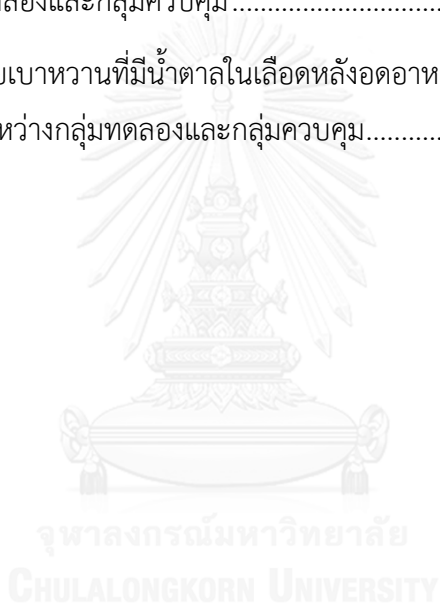 ลองและกลุ่มควบคุม
บเบาหวานที่มีน้ำตาลในเลือดหลังอดอาห
หว่างกลุ่มทดลองและกลุ่มควบคุม
จุฬาลงกรณ์มหาวิทยาลัย
CHULALONGKORN UNIVERSITY